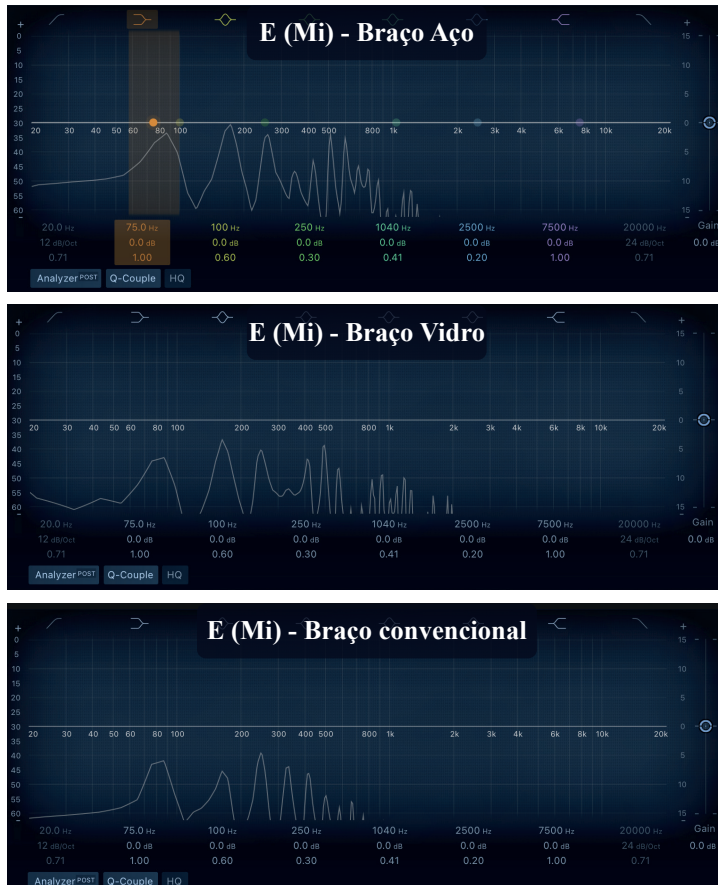 E (Mi) - Braço Aço
+ +
0 15
5
10 10
15
20 5
25
30 0
20 30 40 50 60 80 100 200 300 400 500 800 1k 2k 3k 4k 6k 8k 10k 20k
35
40 5
45
50 10
55
60 15
20.0 Hz 75.0 Hz 100 Hz 250 Hz 1040 Hz 2500 Hz 7500 Hz 20000 Hz Gain
12 dB/Oct 0.0 dB 0.0 dB 0.0 dB 0.0 dB 0.0 dB 0.0 dB 24 dB/Oct 0.0 dB
0.71 1.00 0.60 0.30 0.41 0.20 1.00 0.71
Analyzer POST Q-Couple HQ
E (Mi) - Braço Vidro
+ +
0 15
5
10 10
15
20 5
25
30 0
20 30 40 50 60 80 100 200 300 400 500 800 1k 2k 3k 4k 6k 8k 10k 20k
35
40 5
45
50 10
55
60 15
20.0 Hz 75.0 Hz 100 Hz 250 Hz 1040 Hz 2500 Hz 7500 Hz 20000 Hz Gain
12 dB/Oct 0.0 dB 0.0 dB 0.0 dB 0.0 dB 0.0 dB 0.0 dB 24 dB/Oct 0.0 dB
0.71 1.00 0.60 0.30 0.41 0.20 1.00 0.71
Analyzer POST Q-Couple HQ
E (Mi) - Braço convencional
+ +
0 15
5
10 10
15
20 5
25
30 0
20 30 40 50 60 80 100 200 300 400 500 800 1k 2k 3k 4k 6k 8k 10k 20k
35
40 5
45
50 10
55
60 15
20.0 Hz 75.0 Hz 100 Hz 250 Hz 1040 Hz 2500 Hz 7500 Hz 20000 Hz Gain
12 dB/Oct 0.0 dB 0.0 dB 0.0 dB 0.0 dB 0.0 dB 0.0 dB 24 dB/Oct 0.0 dB
0.71 1.00 0.60 0.30 0.41 0.20 1.00 0.71
Analyzer POST Q-Couple HQ